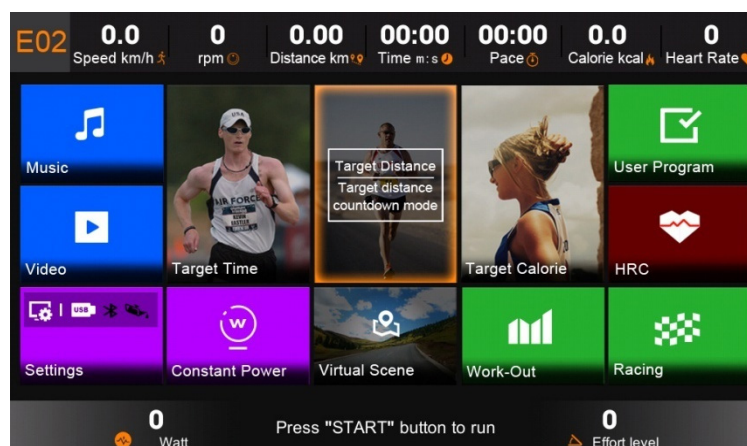 E02
0.0
Speed km/h
0
rpm
0.00
Distance km
00:00
Time m:s
00:00
Pace
0.0
Calorie kcal
0
Heart Rate
Music
Video
AIR FORCE
Target Time
Target Distance
Target distance
countdown mode
Target Calorie
User Program
HRC
USB
Settings
W
Constant Power
Virtual Scene
Work-Out
Racing
0
Watt
Press "START" button to run
0
Effort level